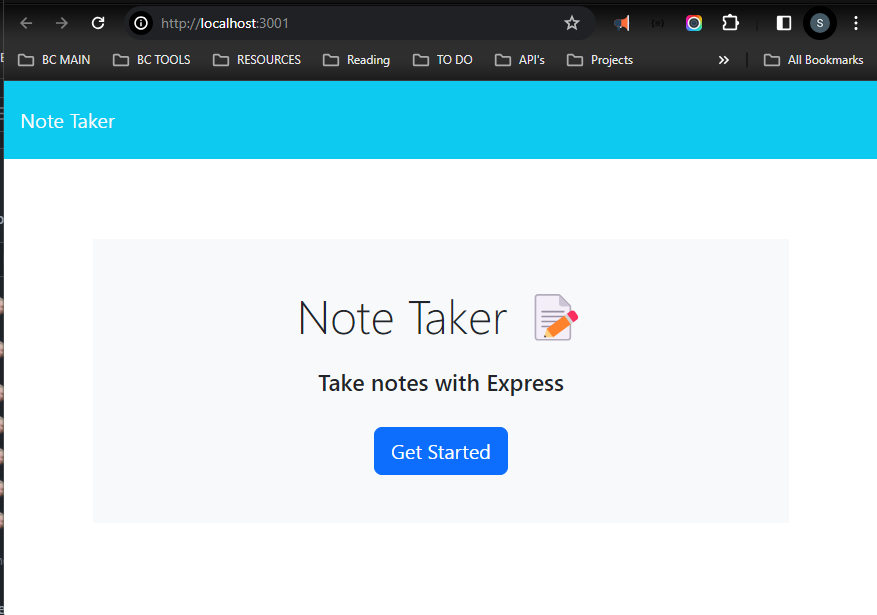 http://localhost:3001
S
BC MAIN
BC TOOLS
RESOURCES
Reading
TO DO
API's
Projects
»
All Bookmarks
Note Taker
Note Taker
Take notes with Express
Get Started